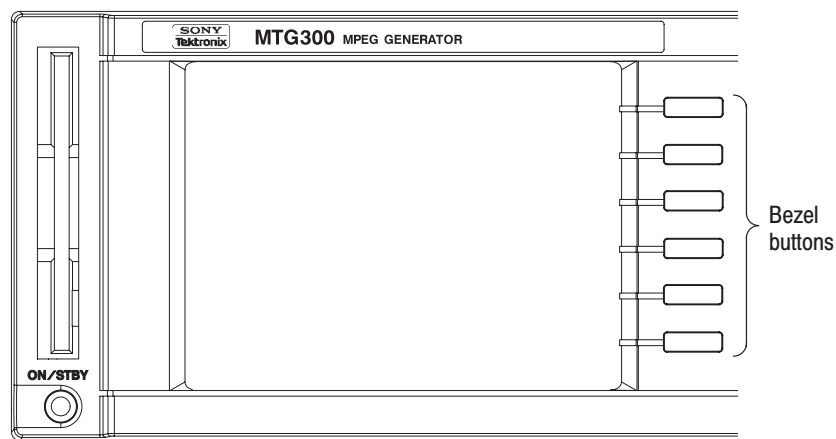 SONY
Tektronix
MTG300 MPEG GENERATOR
Bezel
buttons
ON/STBY